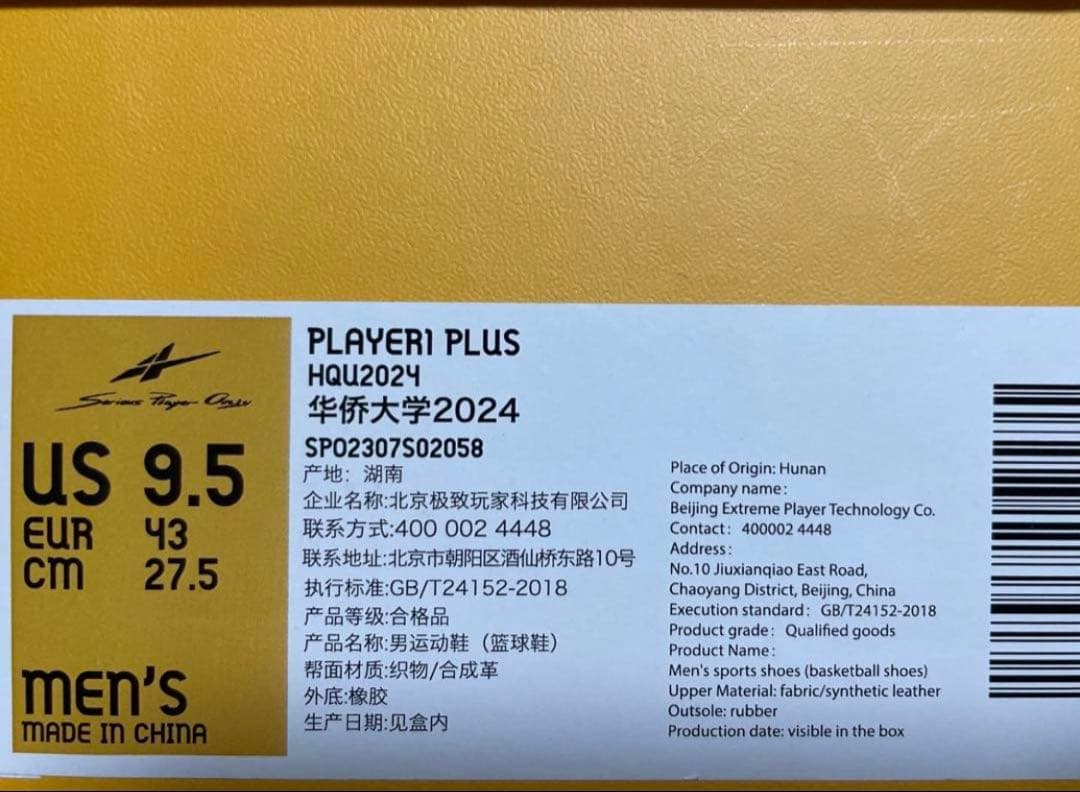 Serious Player Only
US 9.5
EUR 43
CM 27.5
MEN'S
MADE IN CHINA
PLAYER1 PLUS
HQU2024
华侨大学2024
SP02307S02058
产地：湖南
企业名称:北京极致玩家科技有限公司
联系方式:400 002 4448
联系地址:北京市朝阳区酒仙桥东路10号
执行标准:GB/T24152-2018
产品等级:合格品
产品名称:男运动鞋（篮球鞋）
帮面材质:织物/合成革
外底:橡胶
生产日期:见盒内
Place of Origin: Hunan
Company name:
Beijing Extreme Player Technology Co.
Contact: 400002 4448
Address:
No.10 Jiuxianqiao East Road,
Chaoyang District, Beijing, China
Execution standard: GB/T24152-2018
Product grade: Qualified goods
Product Name:
Men's sports shoes (basketball shoes)
Upper Material: fabric/synthetic leather
Outsole: rubber
Production date: visible in the box